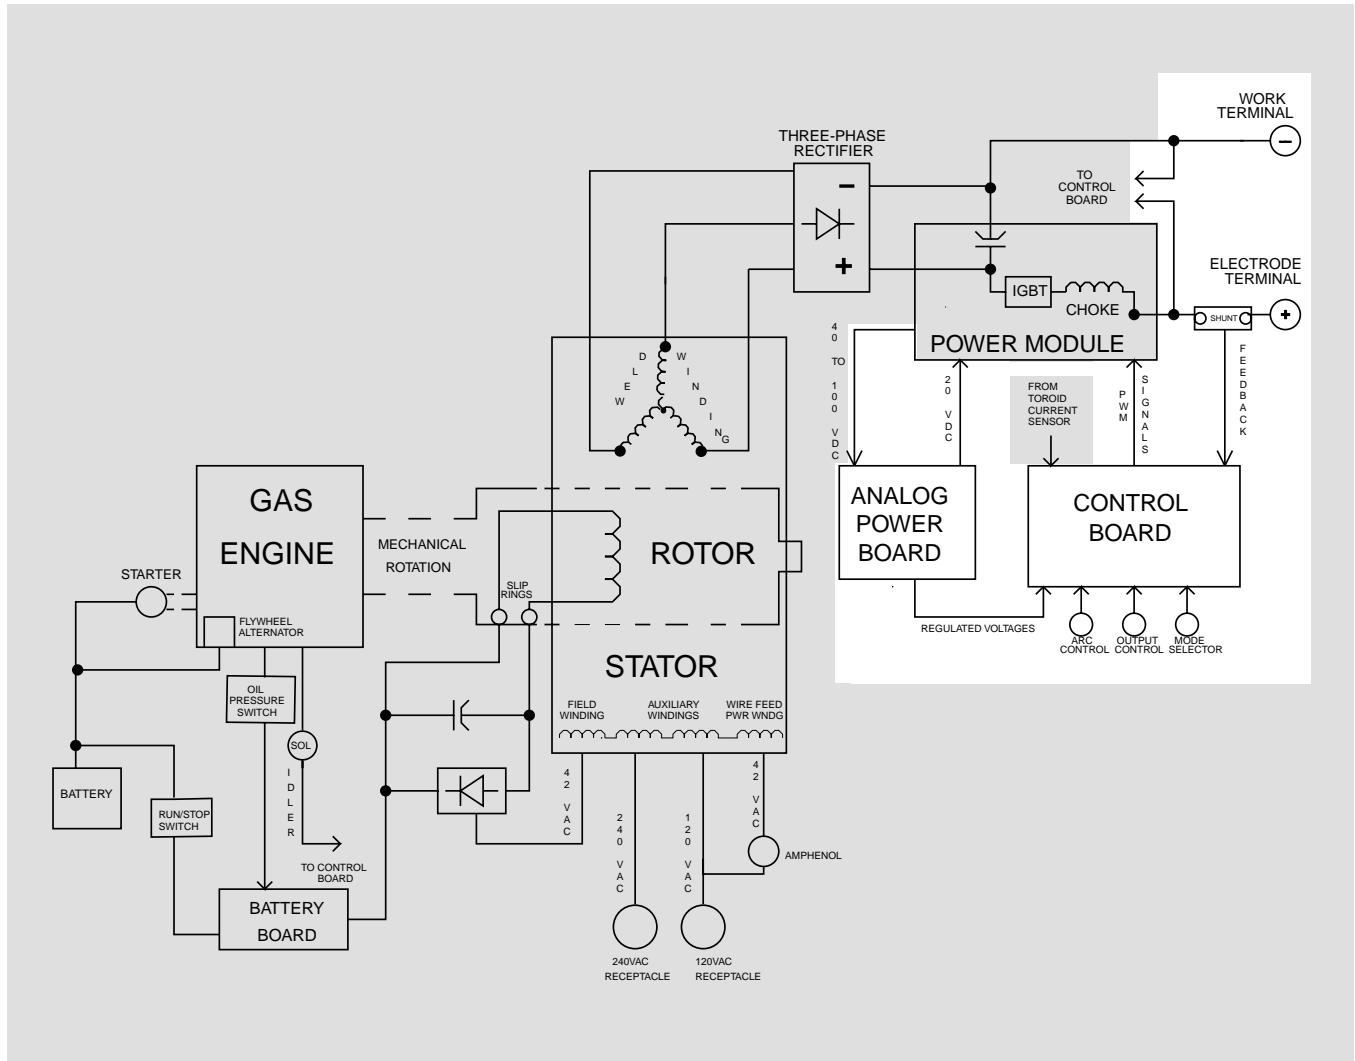 WORK
TERMINAL
−
THREE-PHASE
RECTIFIER
−
+
TO
CONTROL
BOARD
ELECTRODE
TERMINAL
+
IGBT
CHOKE
SHUNT
POWER MODULE
WELD WINDING
40 TO 100 VDC
20 VDC
FROM
TOROID
CURRENT
SENSOR
PWM
SIGNALS
FEEDBACK
GAS
ENGINE
MECHANICAL
ROTATION
ROTOR
SLIP
RINGS
ANALOG
POWER
BOARD
CONTROL
BOARD
STARTER
FLYWHEEL
ALTERNATOR
REGULATED VOLTAGES
ARC
CONTROL
OUTPUT
CONTROL
MODE
SELECTOR
STATOR
OIL
PRESSURE
SWITCH
FIELD
WINDING
AUXILIARY
WINDINGS
WIRE FEED
PWR WNDG
SOL
IDLER
BATTERY
RUN/STOP
SWITCH
42 VAC
240 VAC
120 VAC
42 VAC
AMPHENOL
TO CONTROL
BOARD
BATTERY
BOARD
240VAC
RECEPTACLE
120VAC
RECEPTACLE